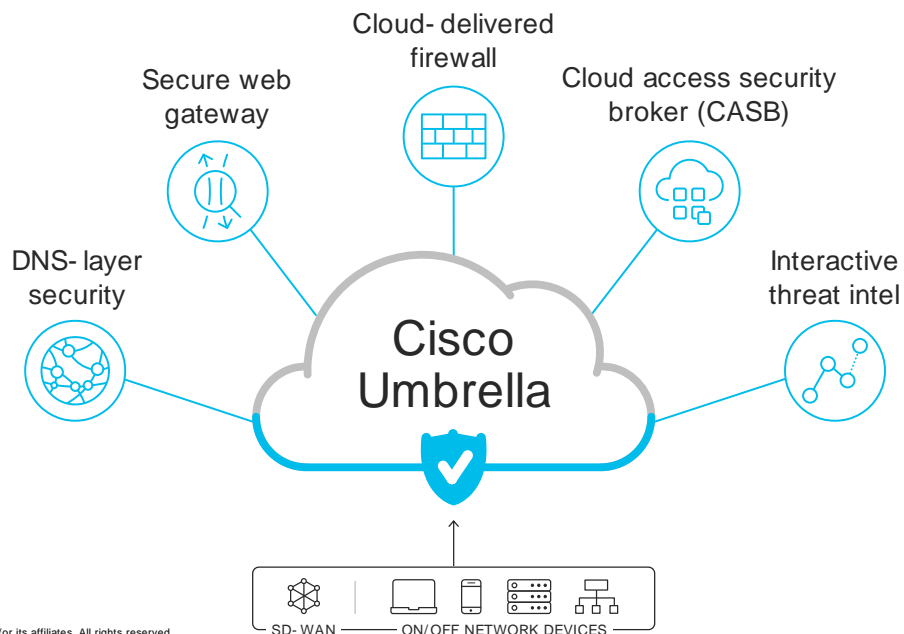 Cloud- delivered
firewall
Secure web
gateway
Cloud access security
broker (CASB)
DNS- layer
security
Interactive
threat intel
Cisco
Umbrella
SD- WAN
ON/OFF NETWORK DEVICES
/or its affiliates. All rights reserved